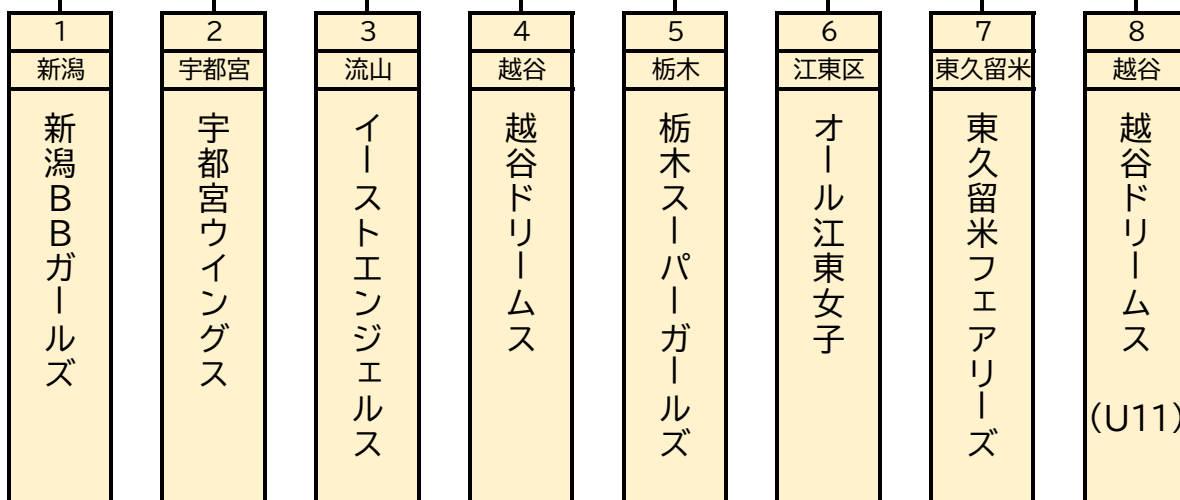 1
新潟
新潟BBガールズ
2
宇都宮
宇都宮ウイングス
3
流山
イーストエンジェルス
4
越谷
越谷ドリームス
5
栃木
栃木スーパーガールズ
6
江東区
オール江東女子
7
東久留米
東久留米フェアリーズ
8
越谷
越谷ドリームス
(U11)